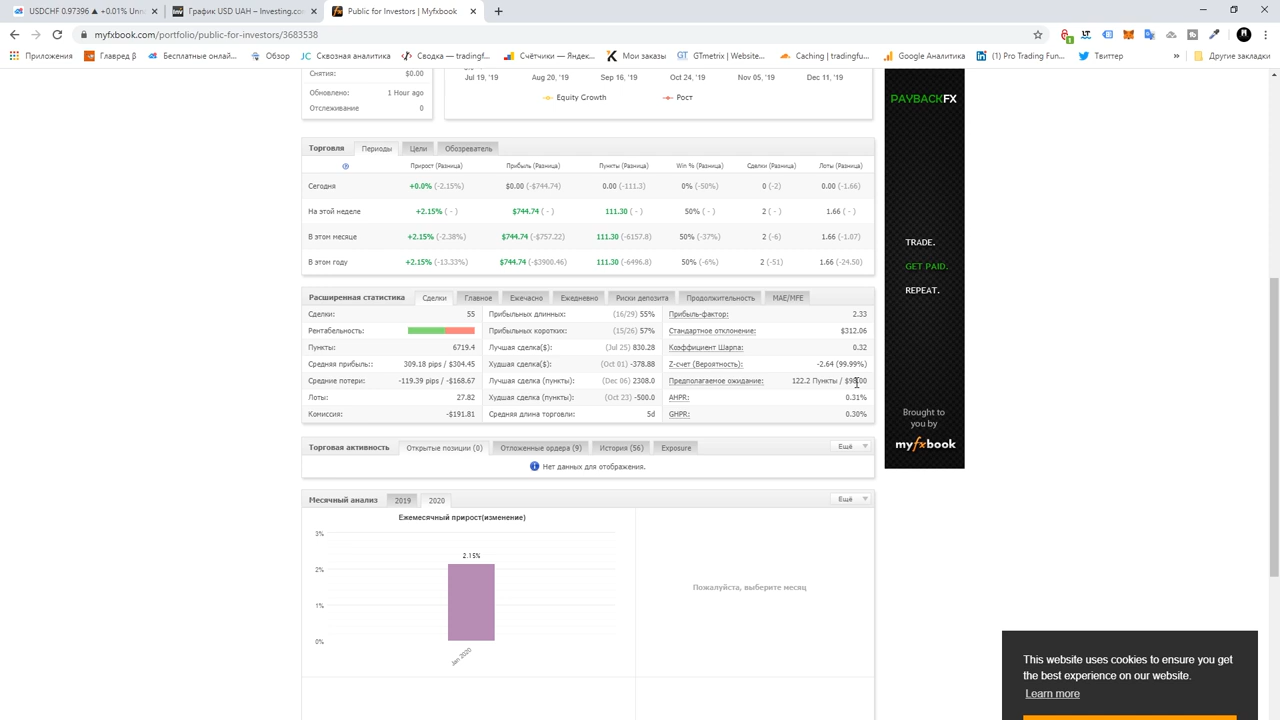 USDCHF 0.97396 ▲ +0.01% Unn
График USD UAH – Investing.co
Public for Investors | Myfxbook
myfxbook.com/portfolio/public-for-investors/3683538
Приложения
Главред β
Бесплатные онлай...
Обзор
Сквозная аналитика
Сводка — tradingf...
Счётчики — Яндек...
Мои заказы
GTmetrix | Website...
Caching | tradingfu...
Google Аналитика
(1) Pro Trading Fun...
Твиттер
»
Другие закладки
Снятия: $0.00
Обновлено: 1 Hour ago
Отслеживание 0
Jul 19, '19 Aug 20, '19 Sep 16, '19 Oct 24, '19 Nov 05, '19 Dec 11, '19
Equity Growth Рост
Торговля Периоды Цели Обозреватель
Прирост (Разница) Прибыль (Разница) Пункты (Разница) Win % (Разница) Сделки (Разница) Лоты (Разница)
Сегодня +0.0% (-2.15%) $0.00 (-$744.74) 0.00 (-111.3) 0% (-50%) 0 (-2) 0.00 (-1.66)
На этой неделе +2.15% ( - ) $744.74 ( - ) 111.30 ( - ) 50% ( - ) 2 ( - ) 1.66 ( - )
В этом месяце +2.15% (-2.38%) $744.74 (-$757.22) 111.30 (-6157.8) 50% (-37%) 2 (-6) 1.66 (-1.07)
В этом году +2.15% (-13.33%) $744.74 (-$3900.46) 111.30 (-6496.8) 50% (-6%) 2 (-51) 1.66 (-24.50)
Расширенная статистика Сделки Главное Ежечасно Ежедневно Риски депозита Продолжительность MAE/MFE
Сделки: 55 Прибыльных длинных: (16/29) 55% Прибыль-фактор: 2.33
Рентабельность: Прибыльных коротких: (15/26) 57% Стандартное отклонение: $312.06
Пункты: 6719.4 Лучшая сделка($): (Jul 25) 830.28 Коэффициент Шарпа: 0.32
Средняя прибыль:: 309.18 pips / $304.45 Худшая сделка($): (Oct 01) -378.88 Z-счет (Вероятность): -2.64 (99.99%)
Средние потери: -119.39 pips / -$168.67 Лучшая сделка (пункты): (Dec 06) 2308.0 Предполагаемое ожидание: 122.2 Пункты /
Лоты: 27.82 Худшая сделка (пункты): (Oct 23) -500.0 AHPR: 0.31%
Комиссия: -$191.81 Средняя длина торговли: 5d GHPR: 0.30%
Торговая активность Открытые позиции (0) Отложенные ордера (9) История (56) Exposure Ещё
Нет данных для отображения.
Месячный анализ 2019 2020 Ещё
Ежемесячный прирост(изменение)
3%
2.15%
2%
1%
0%
Jan 2020
Пожалуйста, выберите месяц
PAYBACKFX
TRADE.
GET PAID.
REPEAT.
Brought to
you by
myfxbook
This website uses cookies to ensure you get
the best experience on our website.
Learn more